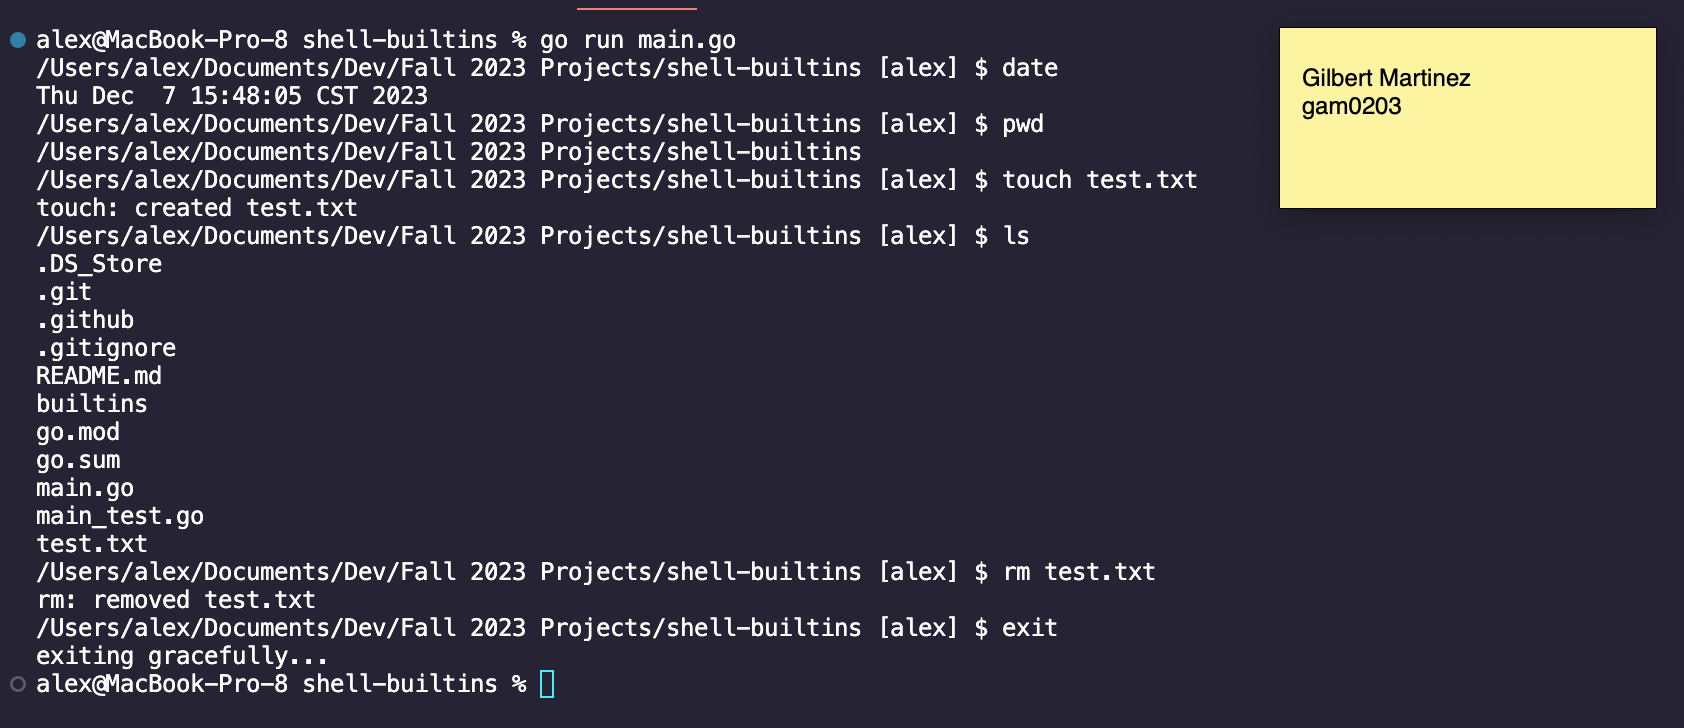 alex@MacBook-Pro-8 shell-builtins % go run main.go
/Users/alex/Documents/Dev/Fall 2023 Projects/shell-builtins [alex] $ date
Thu Dec  7 15:48:05 CST 2023
/Users/alex/Documents/Dev/Fall 2023 Projects/shell-builtins [alex] $ pwd
/Users/alex/Documents/Dev/Fall 2023 Projects/shell-builtins
/Users/alex/Documents/Dev/Fall 2023 Projects/shell-builtins [alex] $ touch test.txt
touch: created test.txt
/Users/alex/Documents/Dev/Fall 2023 Projects/shell-builtins [alex] $ ls
.DS_Store
.git
.github
.gitignore
README.md
builtins
go.mod
go.sum
main.go
main_test.go
test.txt
/Users/alex/Documents/Dev/Fall 2023 Projects/shell-builtins [alex] $ rm test.txt
rm: removed test.txt
/Users/alex/Documents/Dev/Fall 2023 Projects/shell-builtins [alex] $ exit
exiting gracefully...
alex@MacBook-Pro-8 shell-builtins %
Gilbert Martinez
gam0203